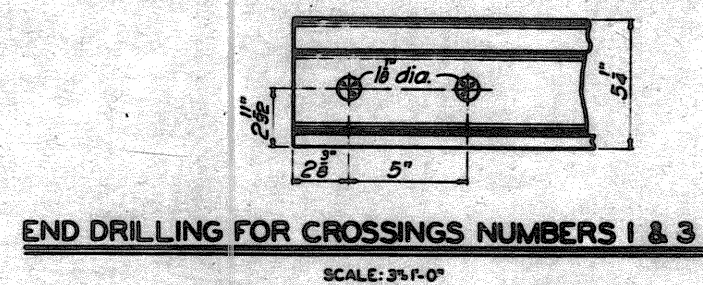 1 1/8" dia.
5 1/4"
2 11/32"
2 3/8"
5"
END DRILLING FOR CROSSINGS NUMBERS 1 & 3
SCALE: 3"=1'-0"